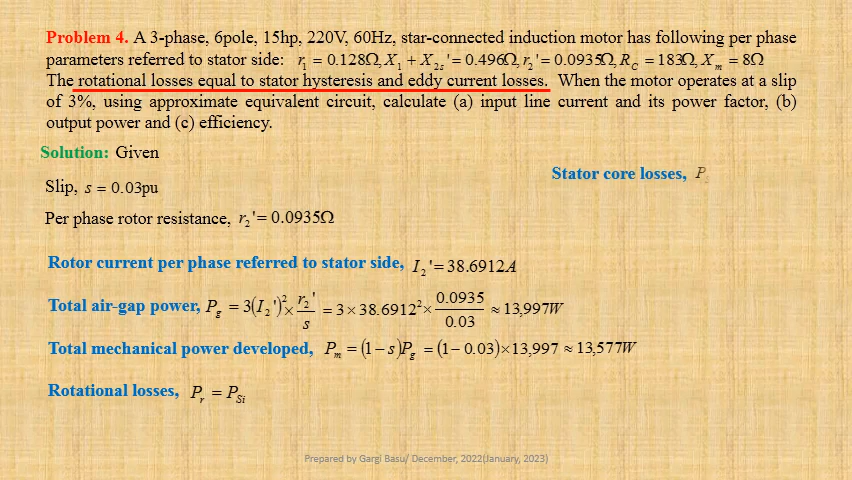 Problem 4. A 3-phase, 6pole, 15hp, 220V, 60Hz, star-connected induction motor has following per phase
parameters referred to stator side: r₁ = 0.128Ω, X₁ + X₂ₛ' = 0.496Ω, r₂' = 0.0935Ω, R_C = 183Ω, X_m = 8Ω
The rotational losses equal to stator hysteresis and eddy current losses. When the motor operates at a slip
of 3%, using approximate equivalent circuit, calculate (a) input line current and its power factor, (b)
output power and (c) efficiency.
Solution: Given
Stator core losses, P
Slip, s = 0.03pu
Per phase rotor resistance, r₂' = 0.0935Ω
Rotor current per phase referred to stator side, I₂' = 38.6912A
Total air-gap power, P_g = 3(I₂')² × r₂'/s = 3 × 38.6912² × 0.0935/0.03 ≈ 13,997W
Total mechanical power developed, P_m = (1 − s)P_g = (1 − 0.03) × 13,997 ≈ 13,577W
Rotational losses, P_r = P_Si
Prepared by Gargi Basu/ December, 2022(January, 2023)